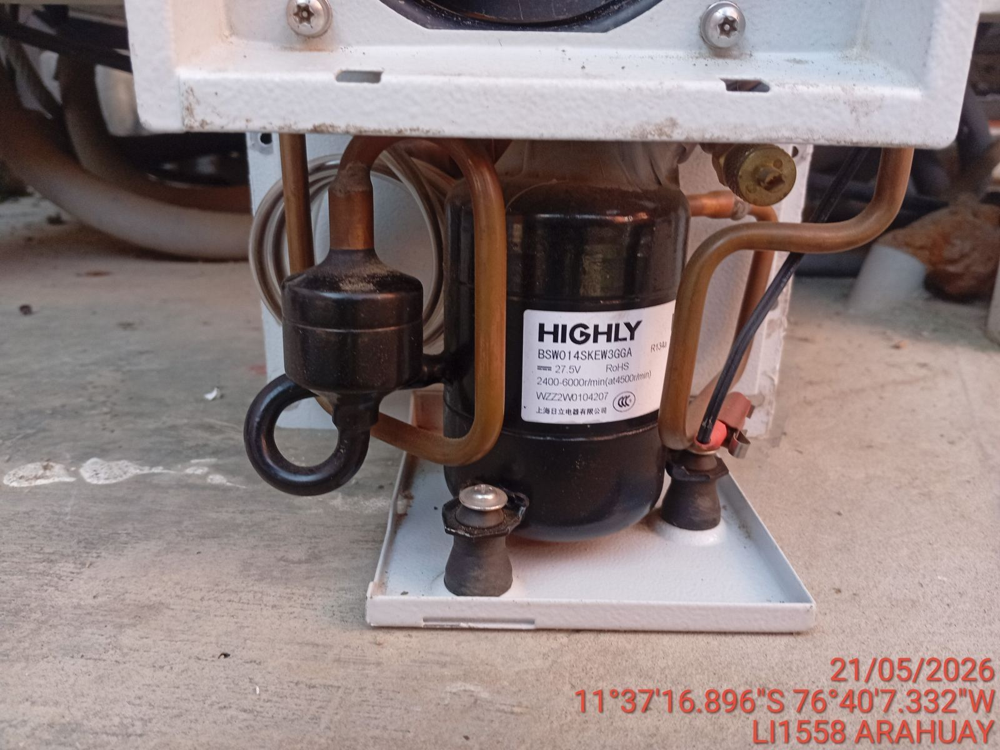 HIGHLY
BSW014SKEW3GGA R134a
27.5V RoHS
2400-6000r/min(at4500r/min)
WZZ2W0104207
上海日立电器有限公司
21/05/2026
11°37'16.896"S 76°40'7.332"W
LI1558 ARAHUAY